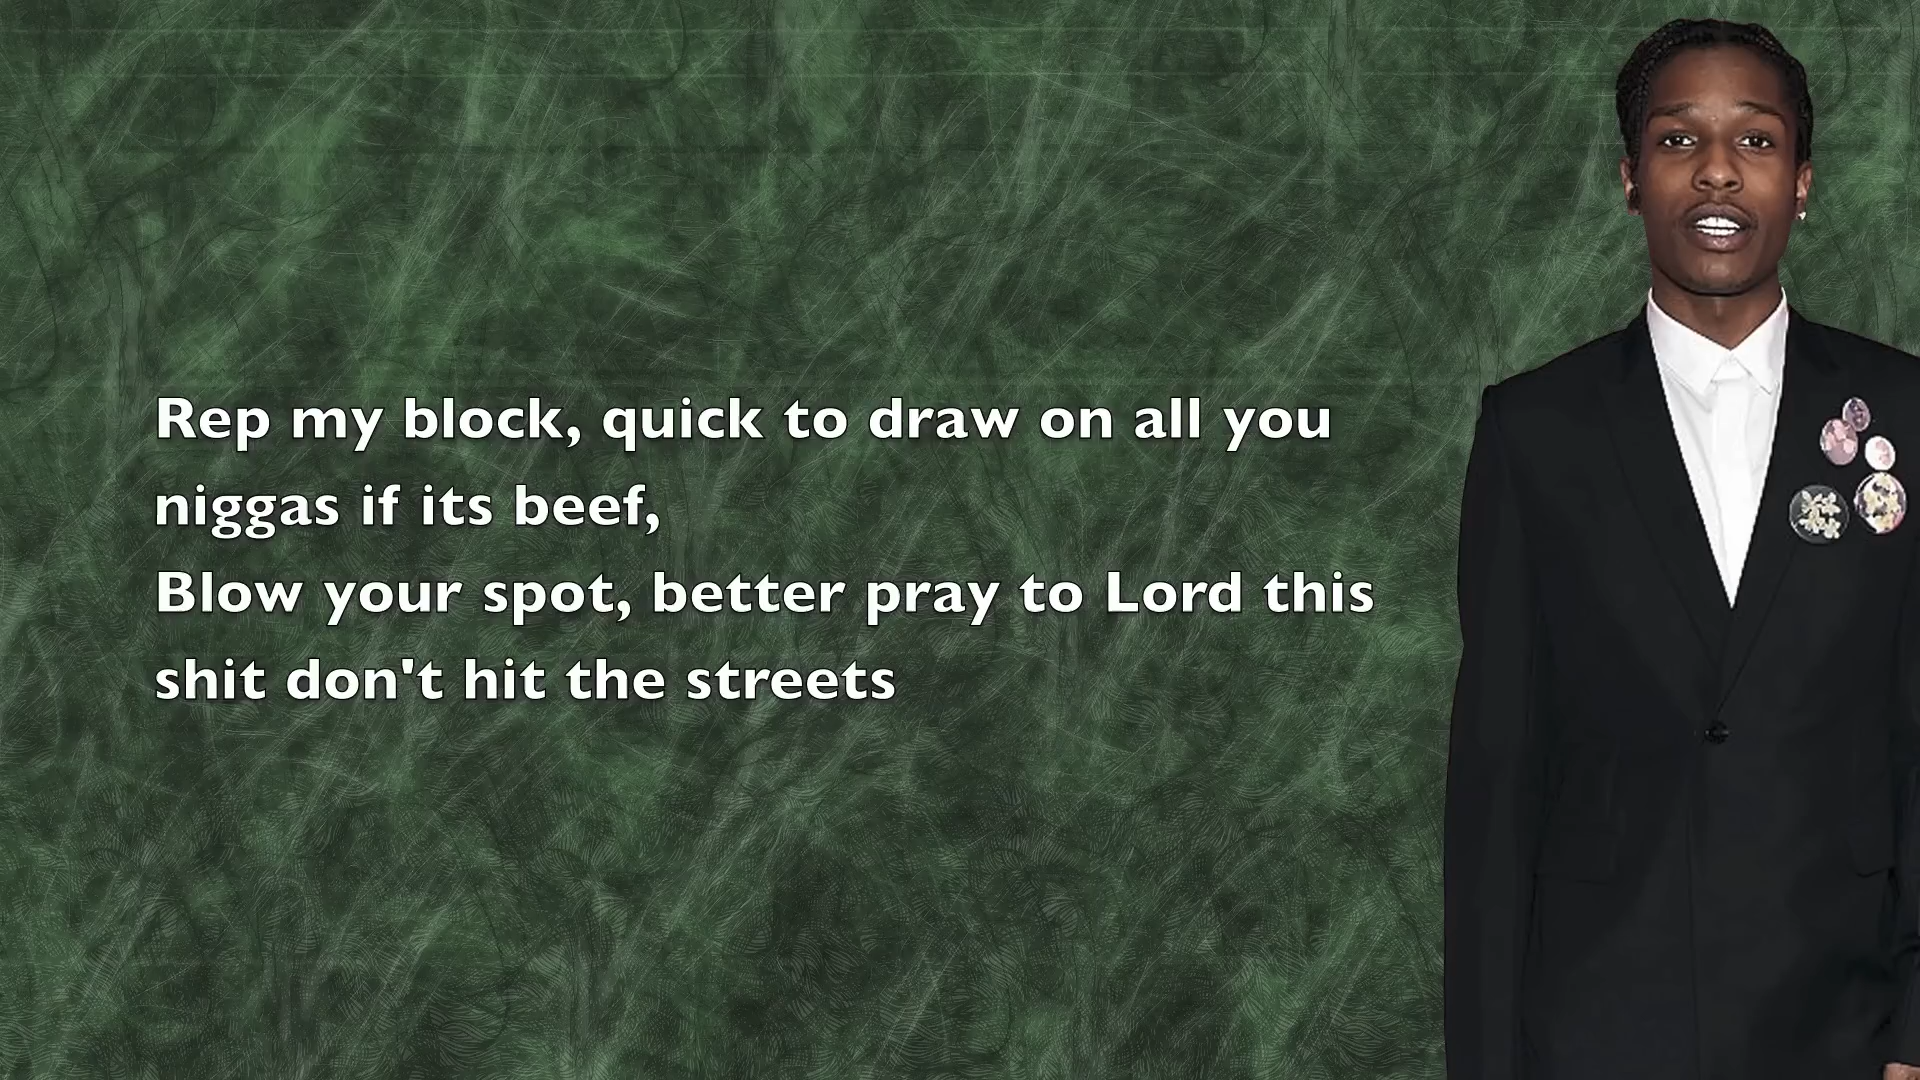 Rep my block, quick to draw on all you
niggas if its beef,
Blow your spot, better pray to Lord this
shit don't hit the streets